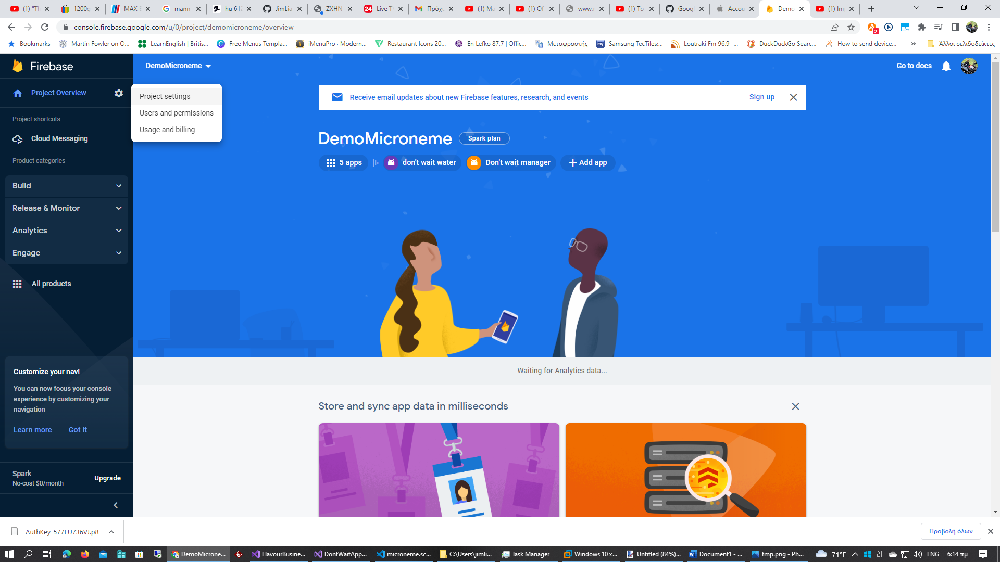 (1) "Th
1200g
MAX B
mann
hu 612
JimLia
ZXHN
24 Live T
Πρόχε
(1) Ma
(1) Of
www.
(1) To
Googl
Accou
Demo
(1) Im
console.firebase.google.com/u/0/project/demomicroneme/overview
2
Bookmarks
Martin Fowler on O...
LearnEnglish | Britis...
Free Menus Templa...
iMenuPro · Modern...
Restaurant Icons 20...
En Lefko 87.7 | Offic...
Μεταφραστής
Samsung TecTiles:...
Loutraki Fm 96.9 -...
DuckDuckGo Searc...
How to send device...
»
Άλλοι σελιδοδείκτες
Firebase
DemoMicroneme
Go to docs
Project Overview
Project settings
Users and permissions
Usage and billing
Receive email updates about new Firebase features, research, and events
Sign up
Project shortcuts
Cloud Messaging
Product categories
Build
Release & Monitor
Analytics
Engage
All products
DemoMicroneme
Spark plan
5 apps
don't wait water
Don't wait manager
Add app
Waiting for Analytics data...
Store and sync app data in milliseconds
Customize your nav!
You can now focus your console
experience by customizing your
navigation
Learn more
Got it
Spark
No-cost $0/month
Upgrade
AuthKey_577FU736VJ.p8
Προβολή όλων
DemoMicrone...
FlavourBusine...
DontWaitApp...
microneme.sc...
C:\Users\jimli...
Task Manager
Windows 10 x...
Untitled (84%)...
Document1 - ...
tmp.png - Ph...
71°F
ENG
6:14 πμ